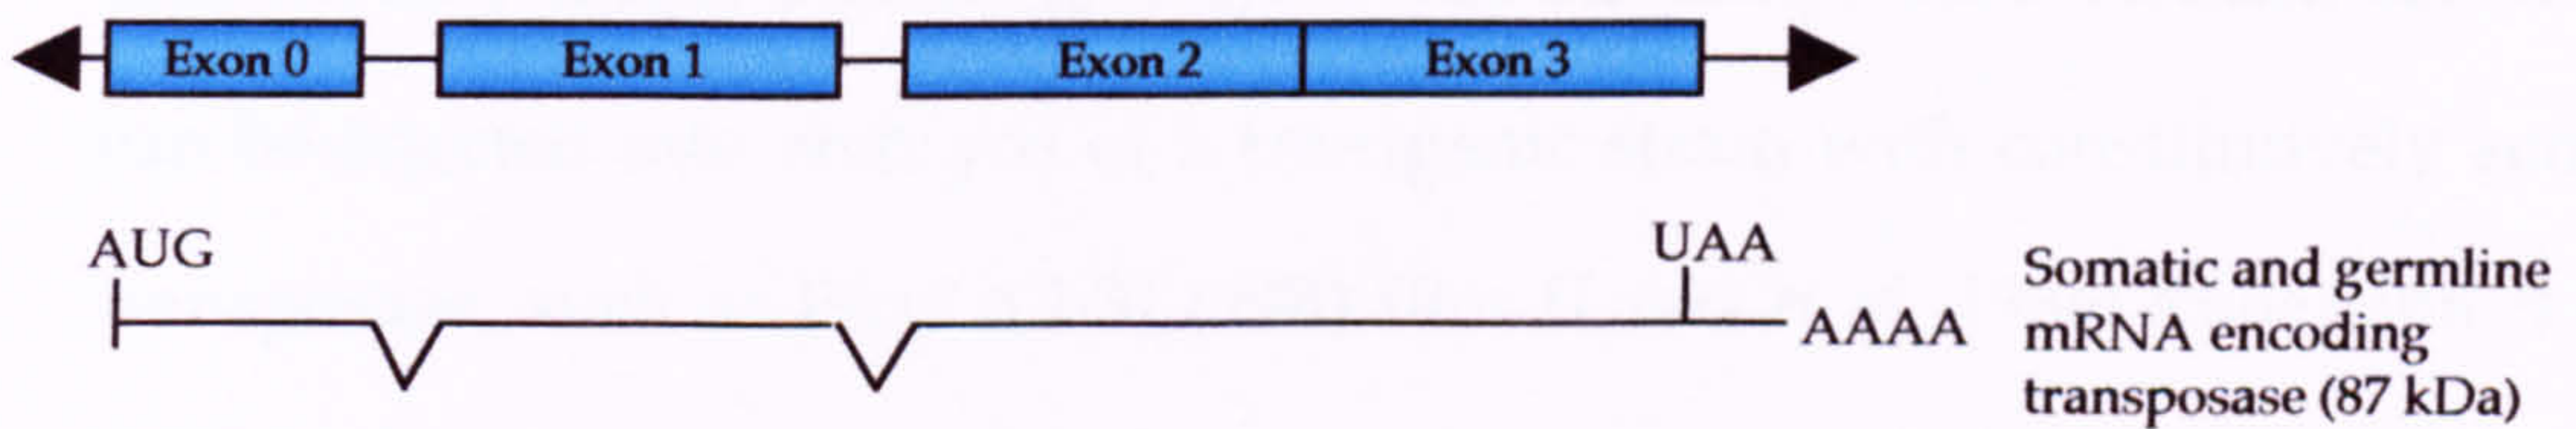 Exon 0 Exon 1 Exon 2 Exon 3
AUG
UAA
AAAA
Somatic and germline
mRNA encoding
transposase (87 kDa)